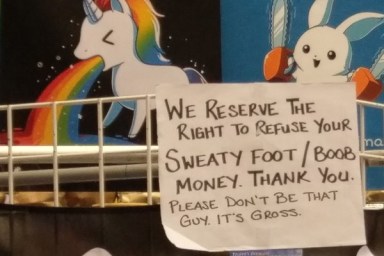 WE RESERVE THE
RIGHT TO REFUSE YOUR
SWEATY FOOT/BOOB
MONEY. THANK YOU.
PLEASE DON'T BE THAT
GUY. IT'S GROSS.